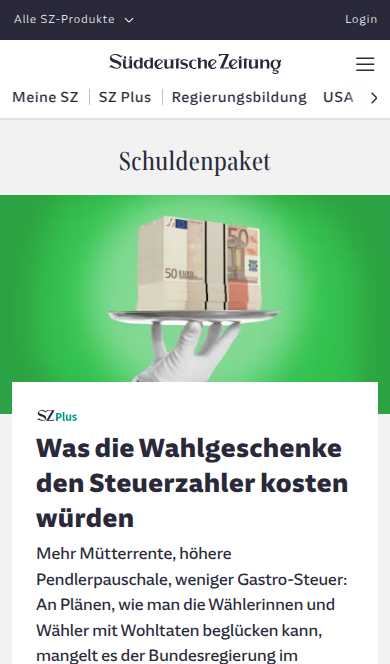 Alle SZ-Produkte
Login
Süddeutsche Zeitung
Meine SZ
SZ Plus
Regierungsbildung
USA
Schuldenpaket
50 EURO
50
SZ Plus
Was die Wahlgeschenke
den Steuerzahler kosten
würden
Mehr Mütterrente, höhere
Pendlerpauschale, weniger Gastro-Steuer:
An Plänen, wie man die Wählerinnen und
Wähler mit Wohltaten beglücken kann,
mangelt es der Bundesregierung im